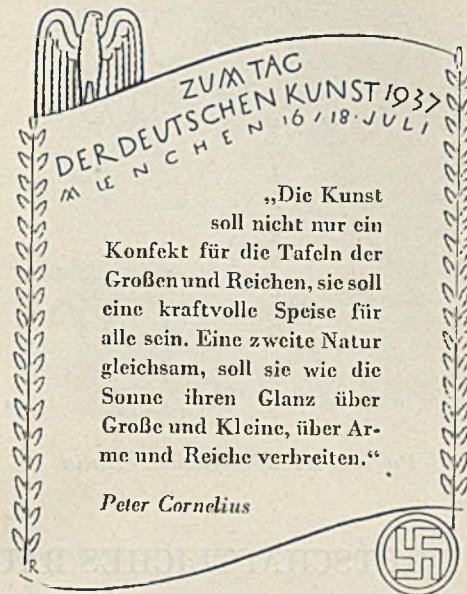 ZUM TAG
DER DEUTSCHEN KUNST 1937
MUENCHEN 16/18·JULI
„Die Kunst
soll nicht nur ein
Konfekt für die Tafeln der
Großen und Reichen, sie soll
eine kraftvolle Speise für
alle sein. Eine zweite Natur
gleichsam, soll sie wie die
Sonne ihren Glanz über
Große und Kleine, über Ar-
me und Reiche verbreiten.“
Peter Cornelius
R